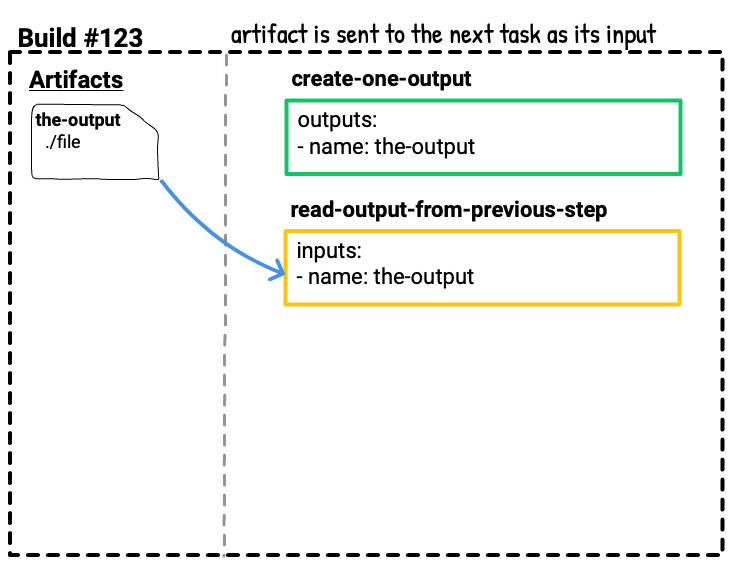 Build #123
artifact is sent to the next task as its input
Artifacts
the-output
./file
create-one-output
outputs:
- name: the-output
read-output-from-previous-step
inputs:
- name: the-output